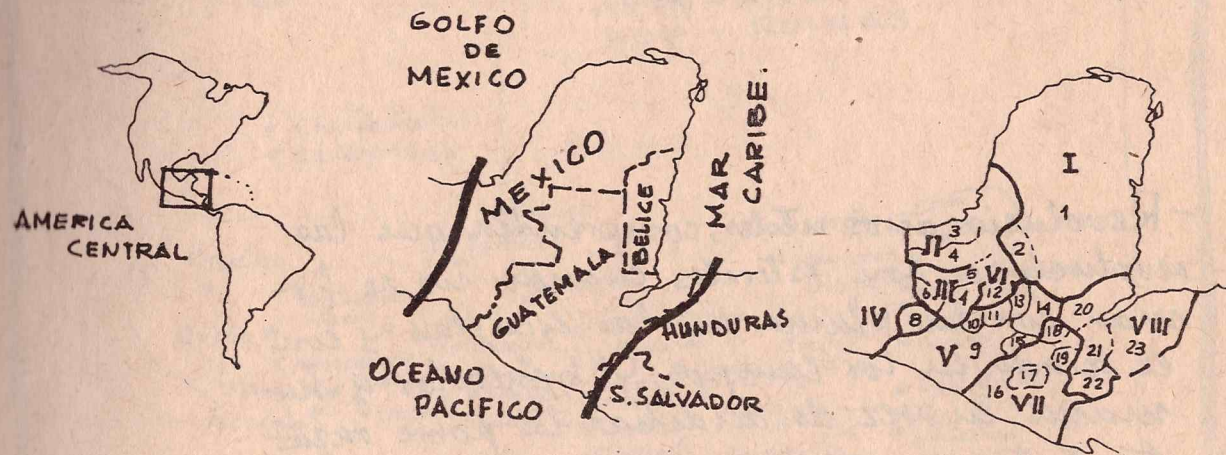 GOLFO
DE
MEXICO
MAR
CARIBE.
MEXICO
BELICE
GUATEMALA
HUNDURAS
AMERICA
CENTRAL
OCEANO
PACIFICO
S. SALVADOR
I
1
2
3
II
4
5
VI
6
III
4
12
13
14
20
IV
8
10
11
18
VIII
V
9
15
19
21
23
16
17
22
VII